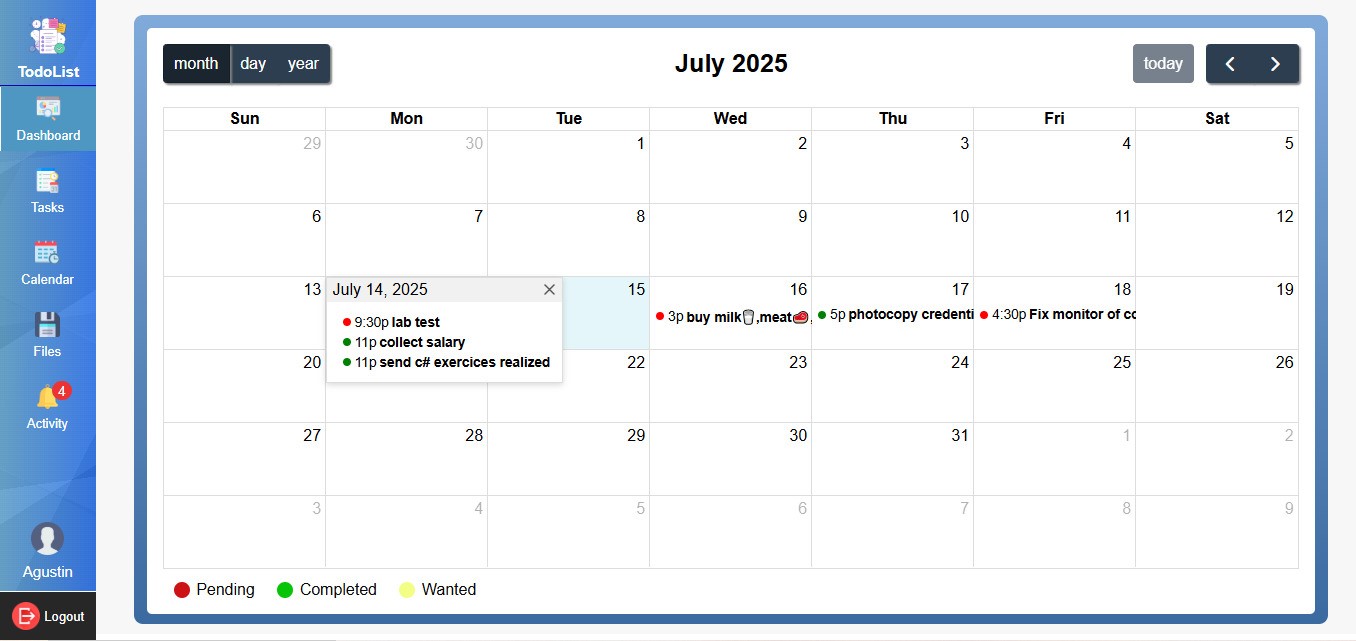 TodoList
Dashboard
Tasks
Calendar
Files
4
Activity
Agustin
Logout
month day year
July 2025
today
Sun Mon Tue Wed Thu Fri Sat
29 30 1 2 3 4 5
6 7 8 9 10 11 12
13 15 16 17 18 19
July 14, 2025
9:30p lab test
11p collect salary
11p send c# exercices realized
3p buy milk🥛,meat🥩,
5p photocopy credenti
4:30p Fix monitor of co
20 22 23 24 25 26
27 28 29 30 31 1 2
3 4 5 6 7 8 9
Pending Completed Wanted